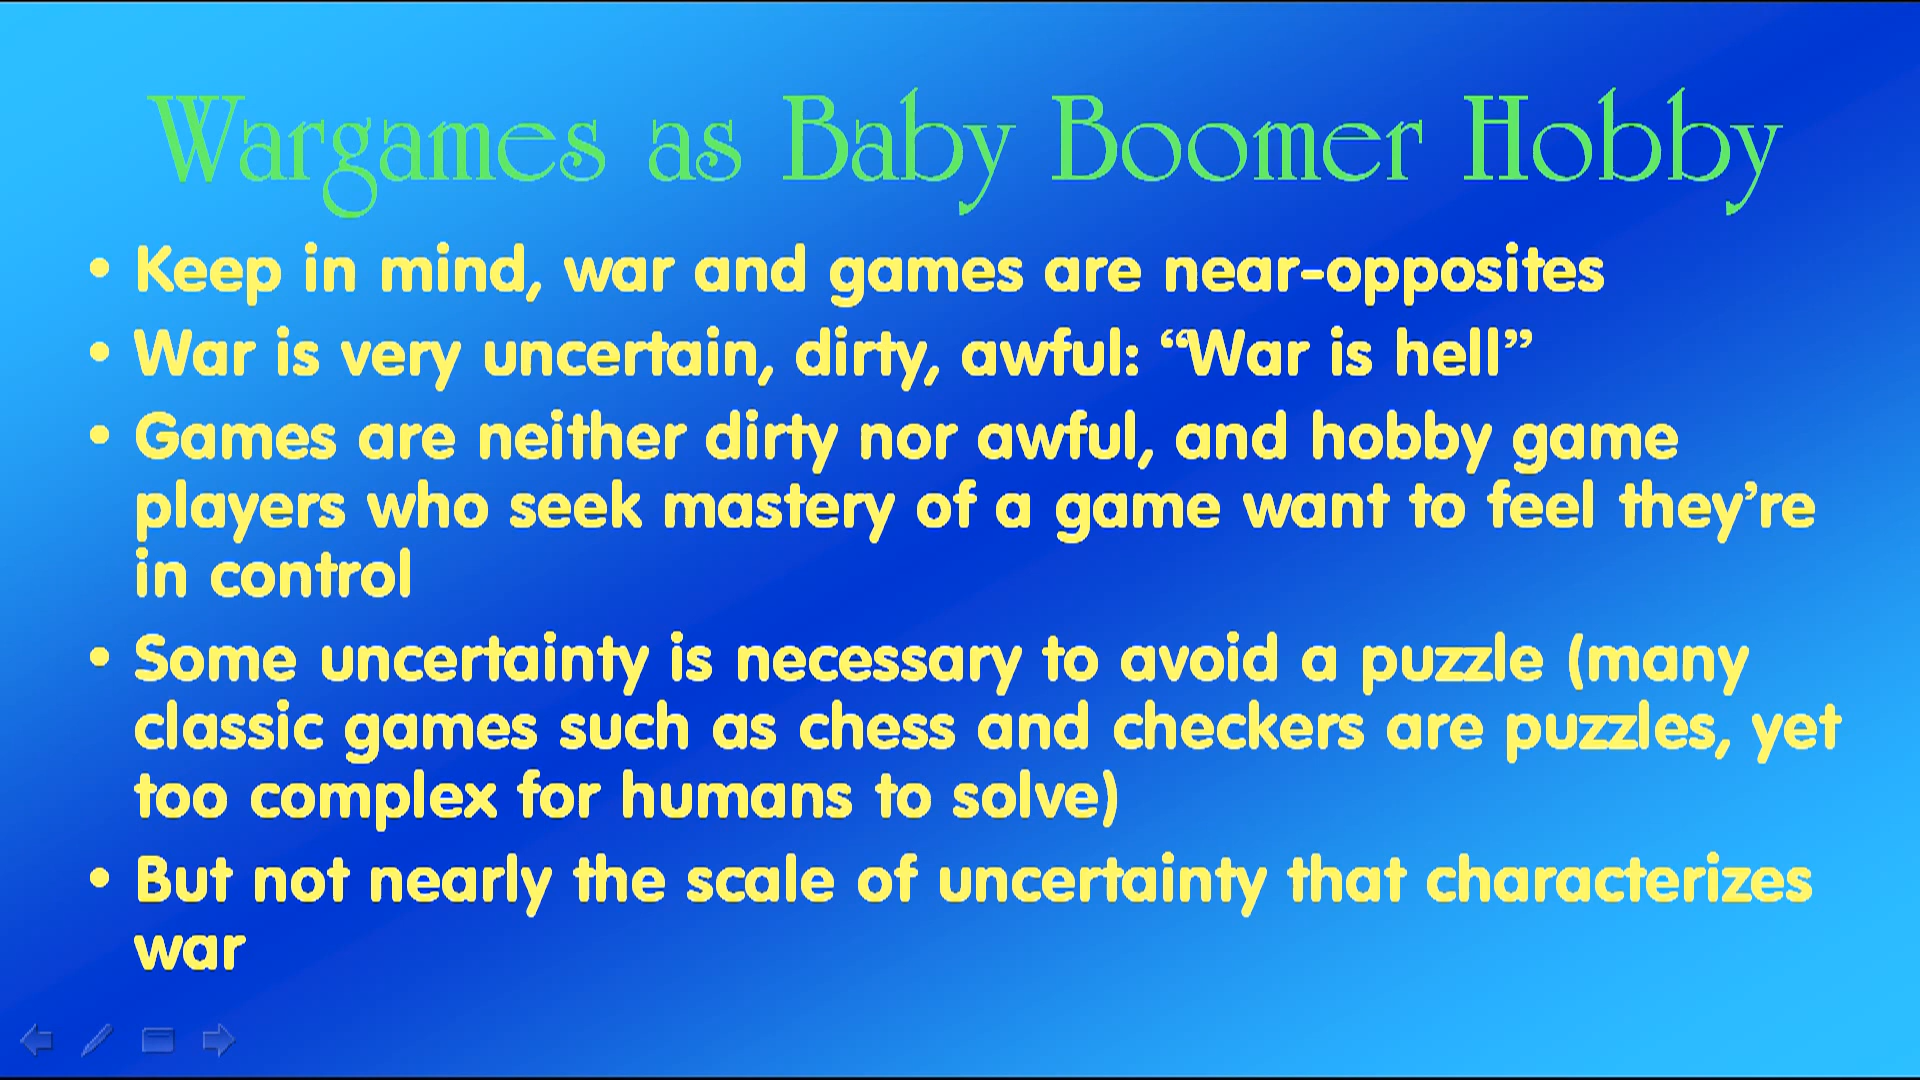 Wargames as Baby Boomer Hobby
• Keep in mind, war and games are near-opposites
• War is very uncertain, dirty, awful: “War is hell”
• Games are neither dirty nor awful, and hobby game
players who seek mastery of a game want to feel they’re
in control
• Some uncertainty is necessary to avoid a puzzle (many
classic games such as chess and checkers are puzzles, yet
too complex for humans to solve)
• But not nearly the scale of uncertainty that characterizes
war